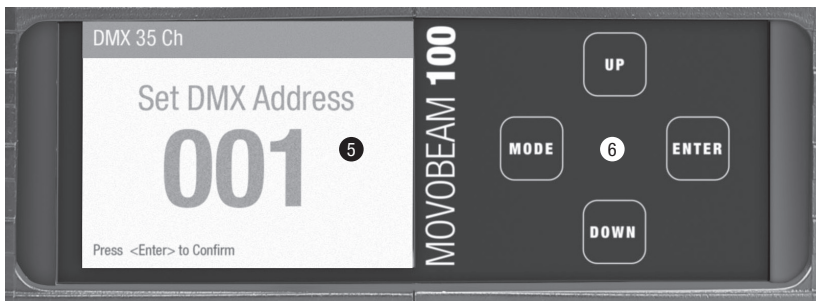 DMX 35 Ch
Set DMX Address
001
5
Press <Enter> to Confirm
MOVOBEAM 100
UP
MODE
6
ENTER
DOWN